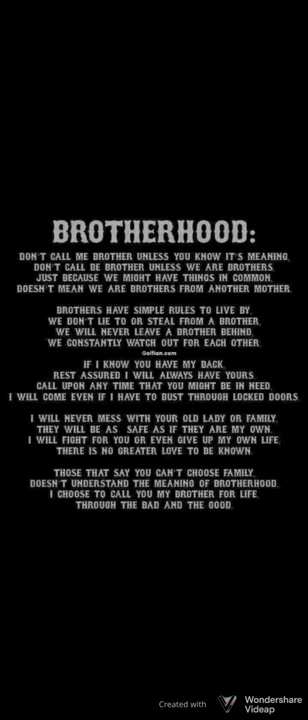 BROTHERHOOD:
DON'T CALL ME BROTHER UNLESS YOU KNOW IT'S MEANING,
DON'T CALL BE BROTHER UNLESS WE ARE BROTHERS.
JUST BECAUSE WE MIGHT HAVE THINGS IN COMMON,
DOESN'T MEAN WE ARE BROTHERS FROM ANOTHER MOTHER.
BROTHERS HAVE SIMPLE RULES TO LIVE BY,
WE DON'T LIE TO OR STEAL FROM A BROTHER,
WE WILL NEVER LEAVE A BROTHER BEHIND,
WE CONSTANTLY WATCH OUT FOR EACH OTHER.
Gelfian.com
IF I KNOW YOU HAVE MY BACK,
REST ASSURED I WILL ALWAYS HAVE YOURS.
CALL UPON ANY TIME THAT YOU MIGHT BE IN NEED,
I WILL COME EVEN IF I HAVE TO BUST THROUGH LOCKED DOORS.
I WILL NEVER MESS WITH YOUR OLD LADY OR FAMILY,
THEY WILL BE AS SAFE AS IF THEY ARE MY OWN.
I WILL FIGHT FOR YOU OR EVEN GIVE UP MY OWN LIFE,
THERE IS NO GREATER LOVE TO BE KNOWN.
THOSE THAT SAY YOU CAN'T CHOOSE FAMILY,
DOESN'T UNDERSTAND THE MEANING OF BROTHERHOOD.
I CHOOSE TO CALL YOU MY BROTHER FOR LIFE,
THROUGH THE BAD AND THE GOOD.
Created with Wondershare
Videap